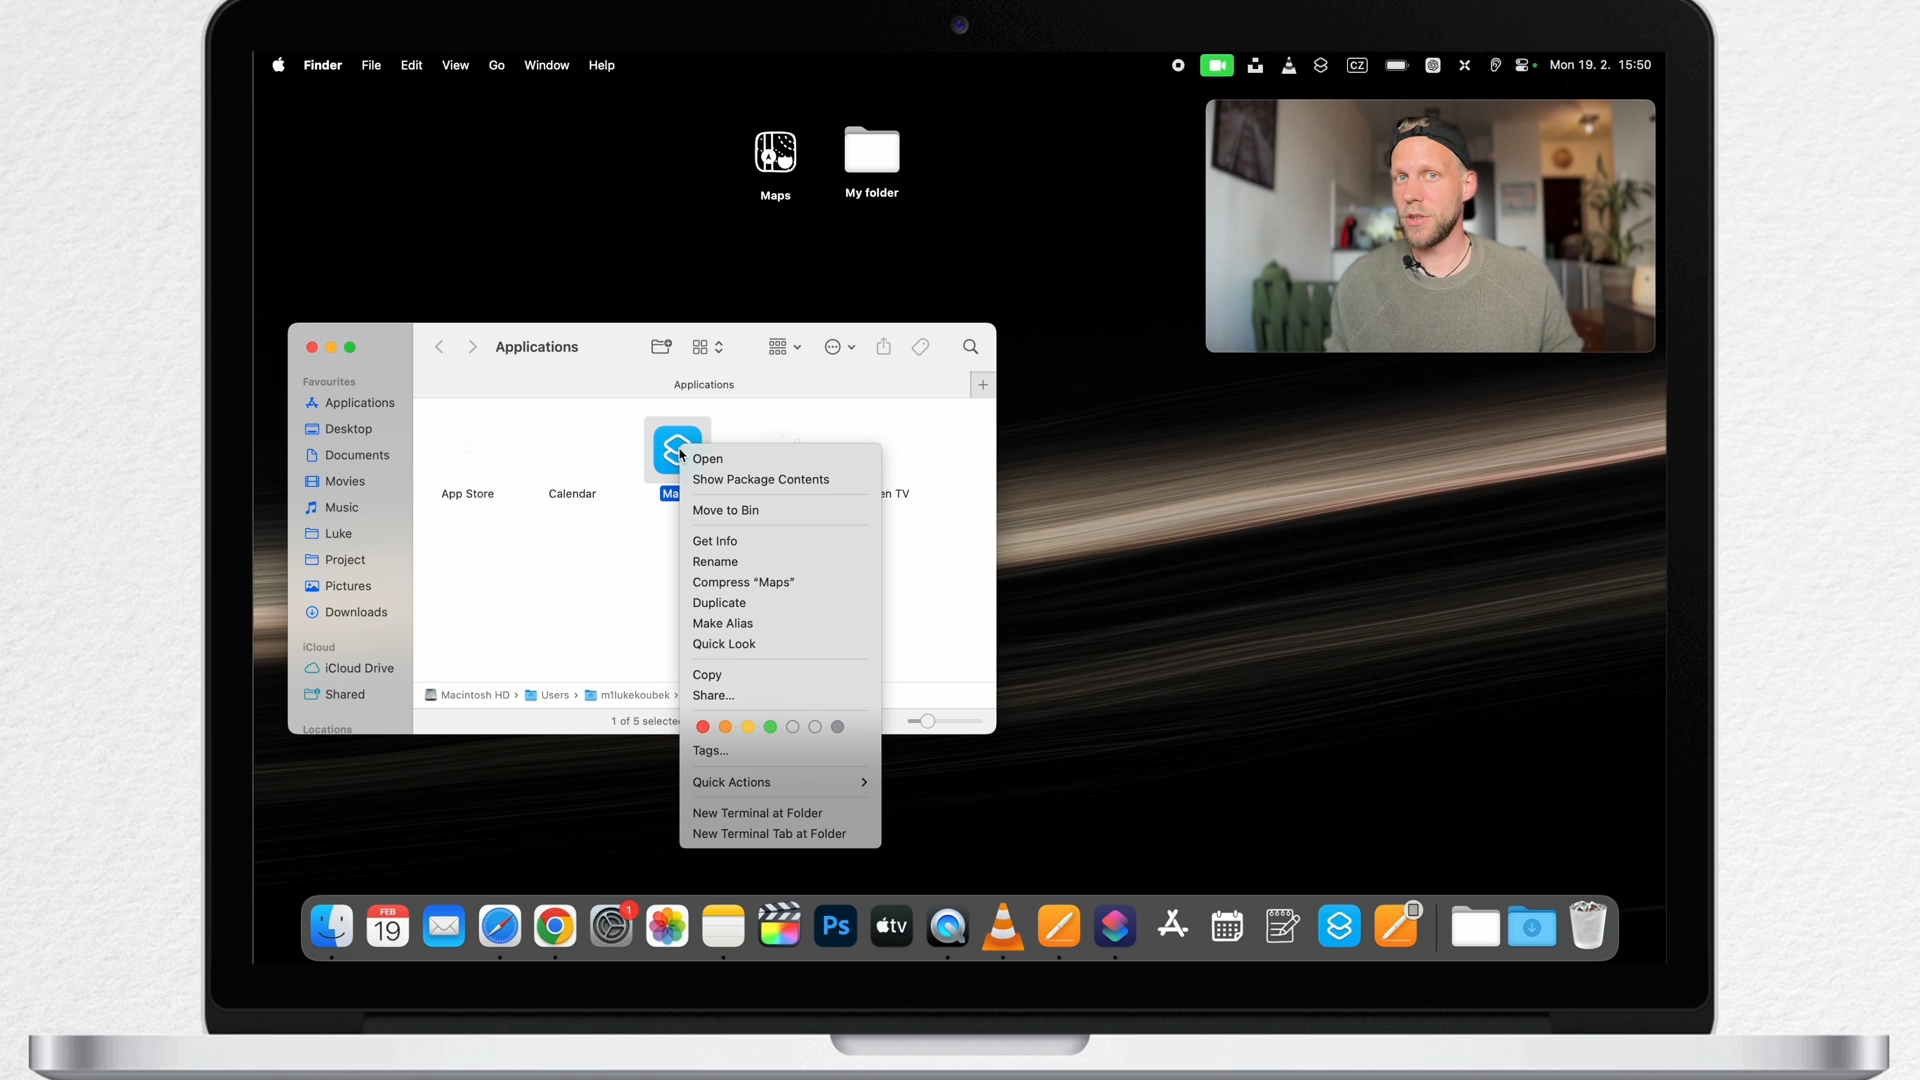 Finder File Edit View Go Window Help
CZ
Mon 19. 2. 15:50
Maps
My folder
Applications
Favourites
Applications
Desktop
Documents
Movies
Music
Luke
Project
Pictures
Downloads
iCloud
iCloud Drive
Shared
Locations
Applications
App Store
Calendar
Ma
en TV
Macintosh HD › Users › m1lukekoubek ›
1 of 5 selected
Open
Show Package Contents
Move to Bin
Get Info
Rename
Compress “Maps”
Duplicate
Make Alias
Quick Look
Copy
Share...
Tags...
Quick Actions
New Terminal at Folder
New Terminal Tab at Folder
FEB
19
1
Ps
tv